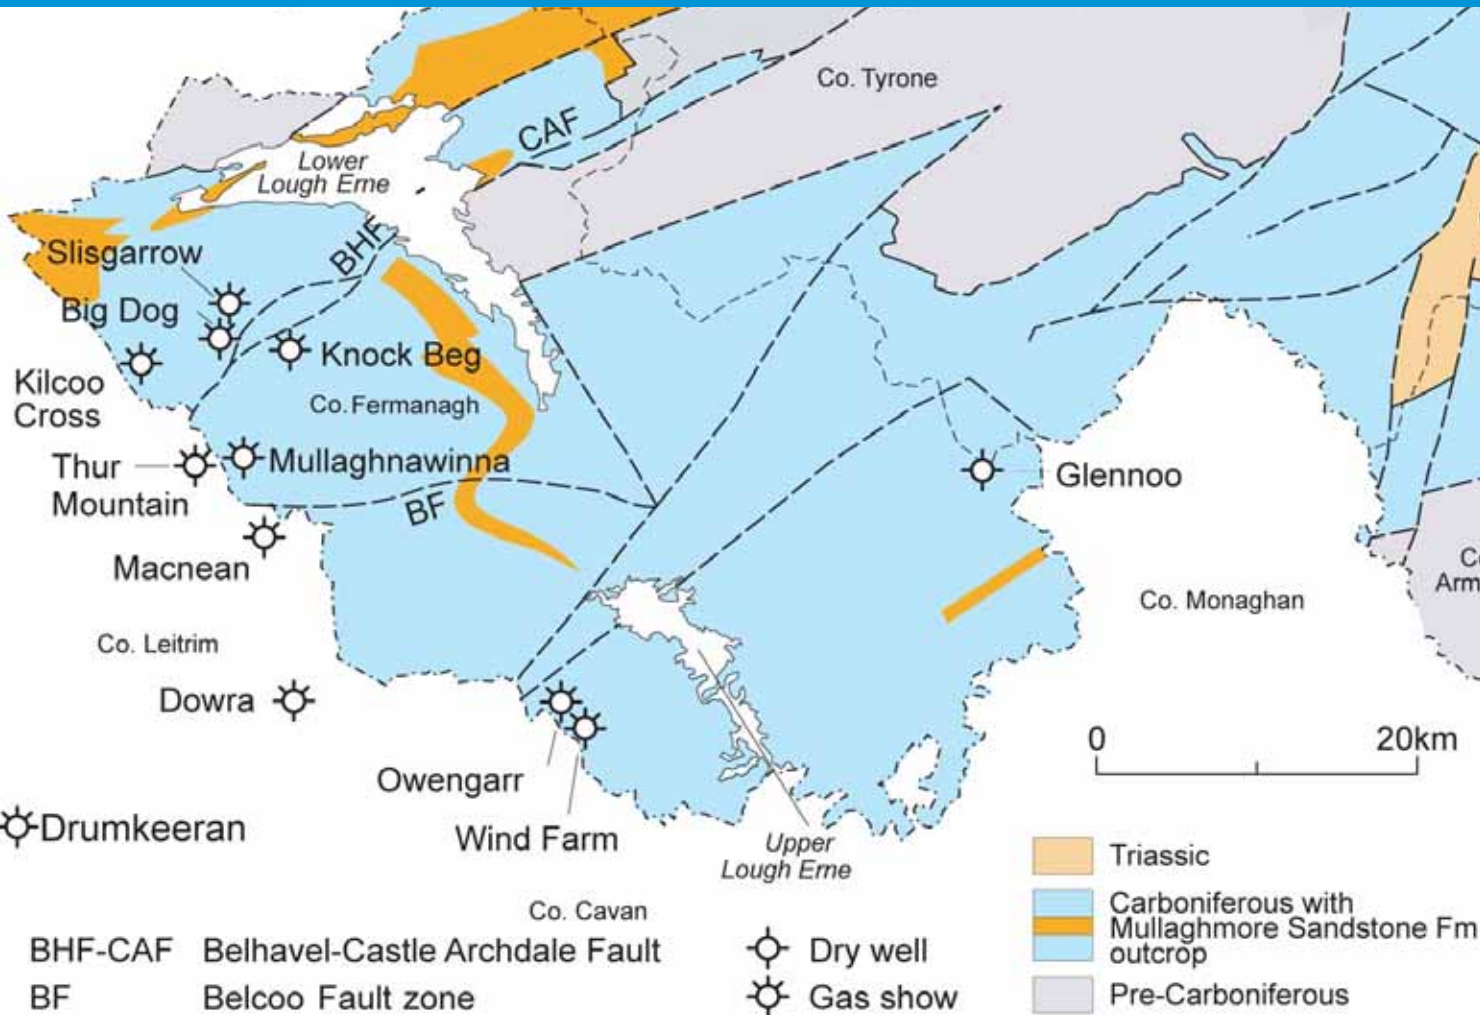 Co. Tyrone
CAF
Lower
Lough Erne
BHF
Slisgarrow
Big Dog
Knock Beg
Kilcoo
Cross
Co. Fermanagh
Thur
Mountain
Mullaghnawinna
Glennoo
BF
Macnean
Co. Monaghan
Co. Leitrim
Dowra
0 20km
Owengarr
Drumkeeran
Wind Farm
Upper
Lough Erne
Co. Cavan
Triassic
Carboniferous with
Mullaghmore Sandstone Fm
outcrop
Pre-Carboniferous
BHF-CAF Belhavel-Castle Archdale Fault
BF Belcoo Fault zone
Dry well
Gas show